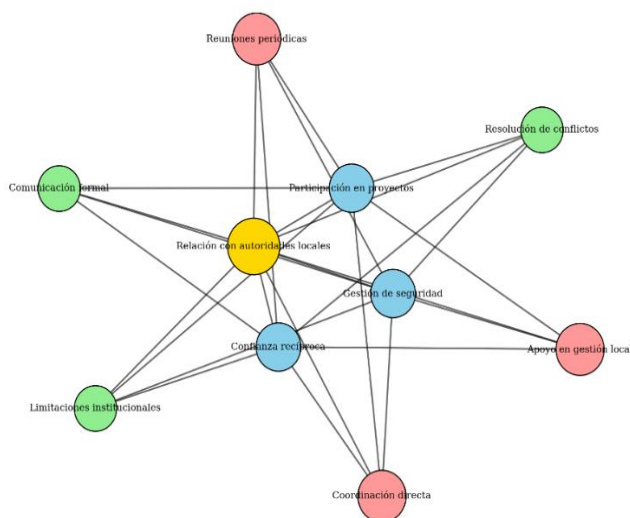 Reuniones periódicas
Resolución de conflictos
Comunicación formal
Participación en proyectos
Relación con autoridades locales
Gestión de seguridad
Confianza recíproca
Apoyo en gestión loca
Limitaciones institucionales
Coordinación directa